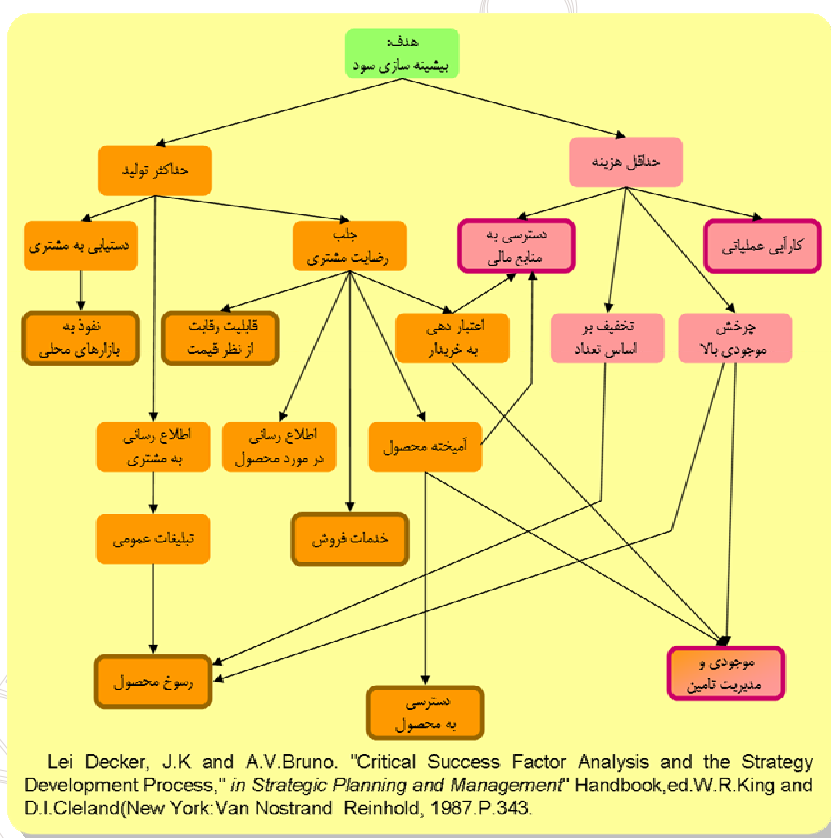 هدف:
بیشینه سازی سود
حداقل هزینه
حداکثر تولید
دسترسی به
منابع مالی
کارآیی عملیاتی
جلب
رضایت مشتری
دستیابی به مشتری
چرخش
موجودی بالا
تخفیف بر
اساس تعداد
اعتبار دهی
به خریدار
قابلیت رقابت
از نظر قیمت
نفوذ به
بازارهای محلی
آمیخته محصول
اطلاع رسانی
در مورد محصول
اطلاع رسانی
به مشتری
خدمات فروش
تبلیغات عمومی
موجودی و
مدیریت تامین
دسترسی
به محصول
رسوخ محصول
Lei Decker, J.K and A.V.Bruno. "Critical Success Factor Analysis and the Strategy
Development Process," in Strategic Planning and Management" Handbook,ed.W.R.King and
D.I.Cleland(New York:Van Nostrand Reinhold, 1987.P.343.